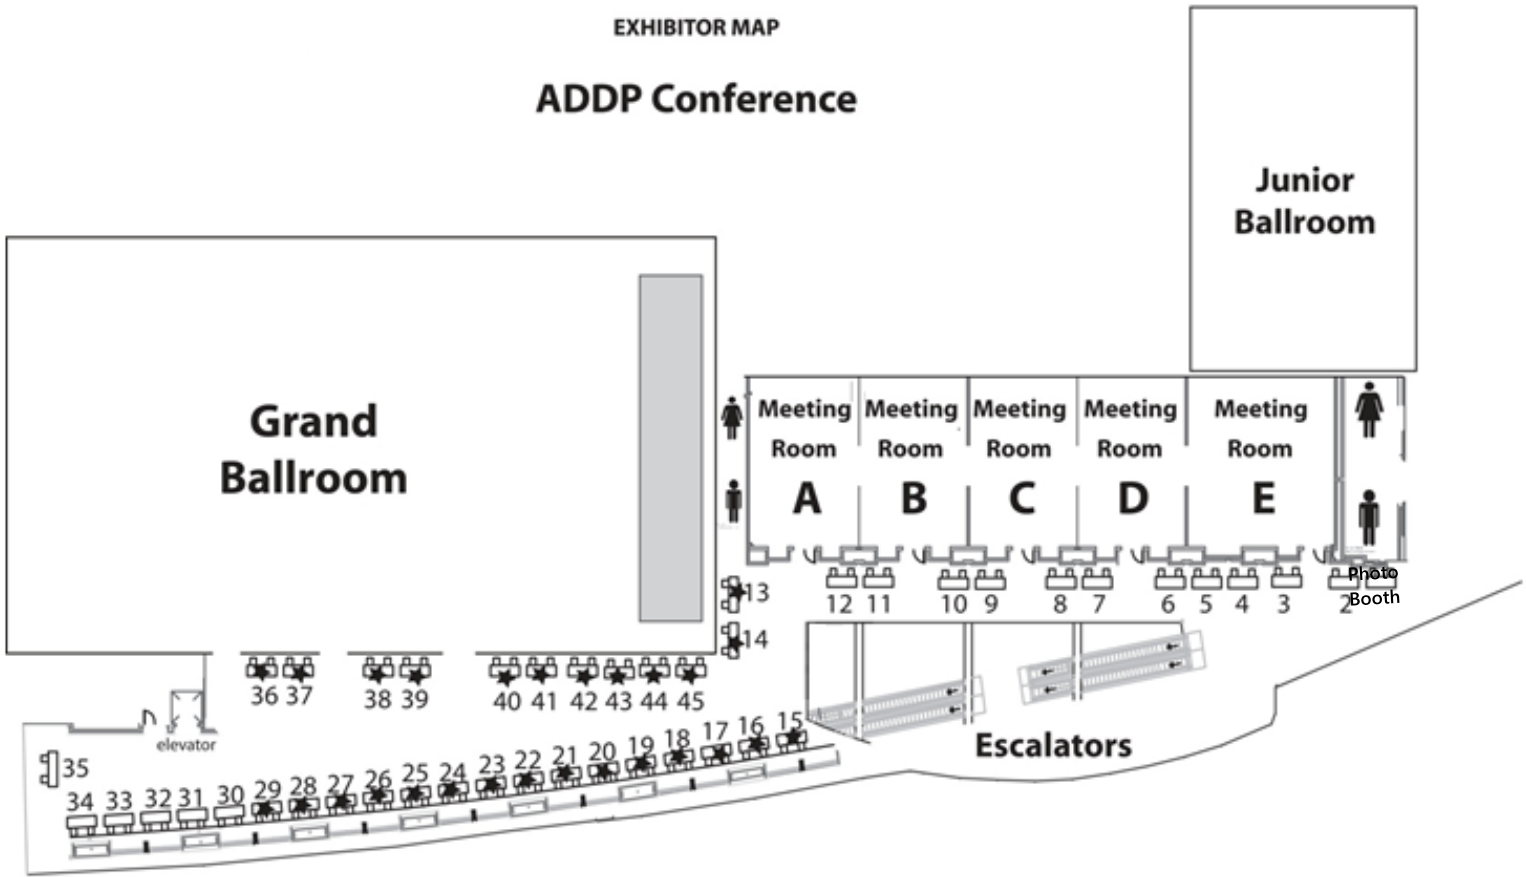 EXHIBITOR MAP
ADDP Conference
Junior
Ballroom
Grand
Ballroom
Meeting
Room
A
Meeting
Room
B
Meeting
Room
C
Meeting
Room
D
Meeting
Room
E
12 11 10 9 8 7 6 5 4 3 2
Photo
Booth
13
14
36 37 38 39 40 41 42 43 44 45
elevator
Escalators
35
34 33 32 31 30 29 28 27 26 25 24 23 22 21 20 19 18 17 16 15